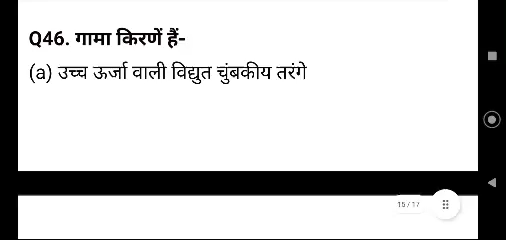 Q46. गामा किरणें हैं-
(a) उच्च ऊर्जा वाली विद्युत चुंबकीय तरंगे
15 / 17